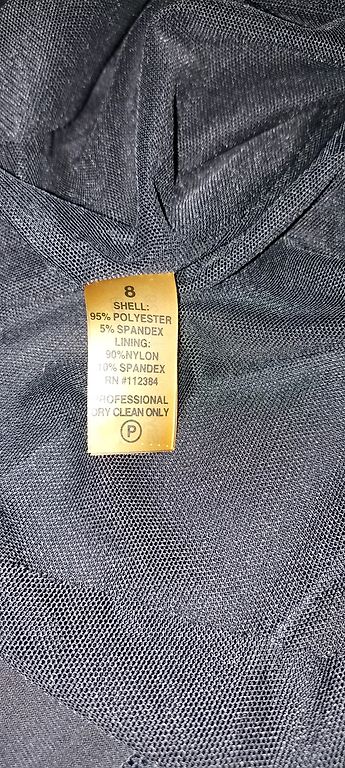 8
SHELL:
95% POLYESTER
5% SPANDEX
LINING:
90%NYLON
10% SPANDEX
RN #112384
PROFESSIONAL
DRY CLEAN ONLY
P